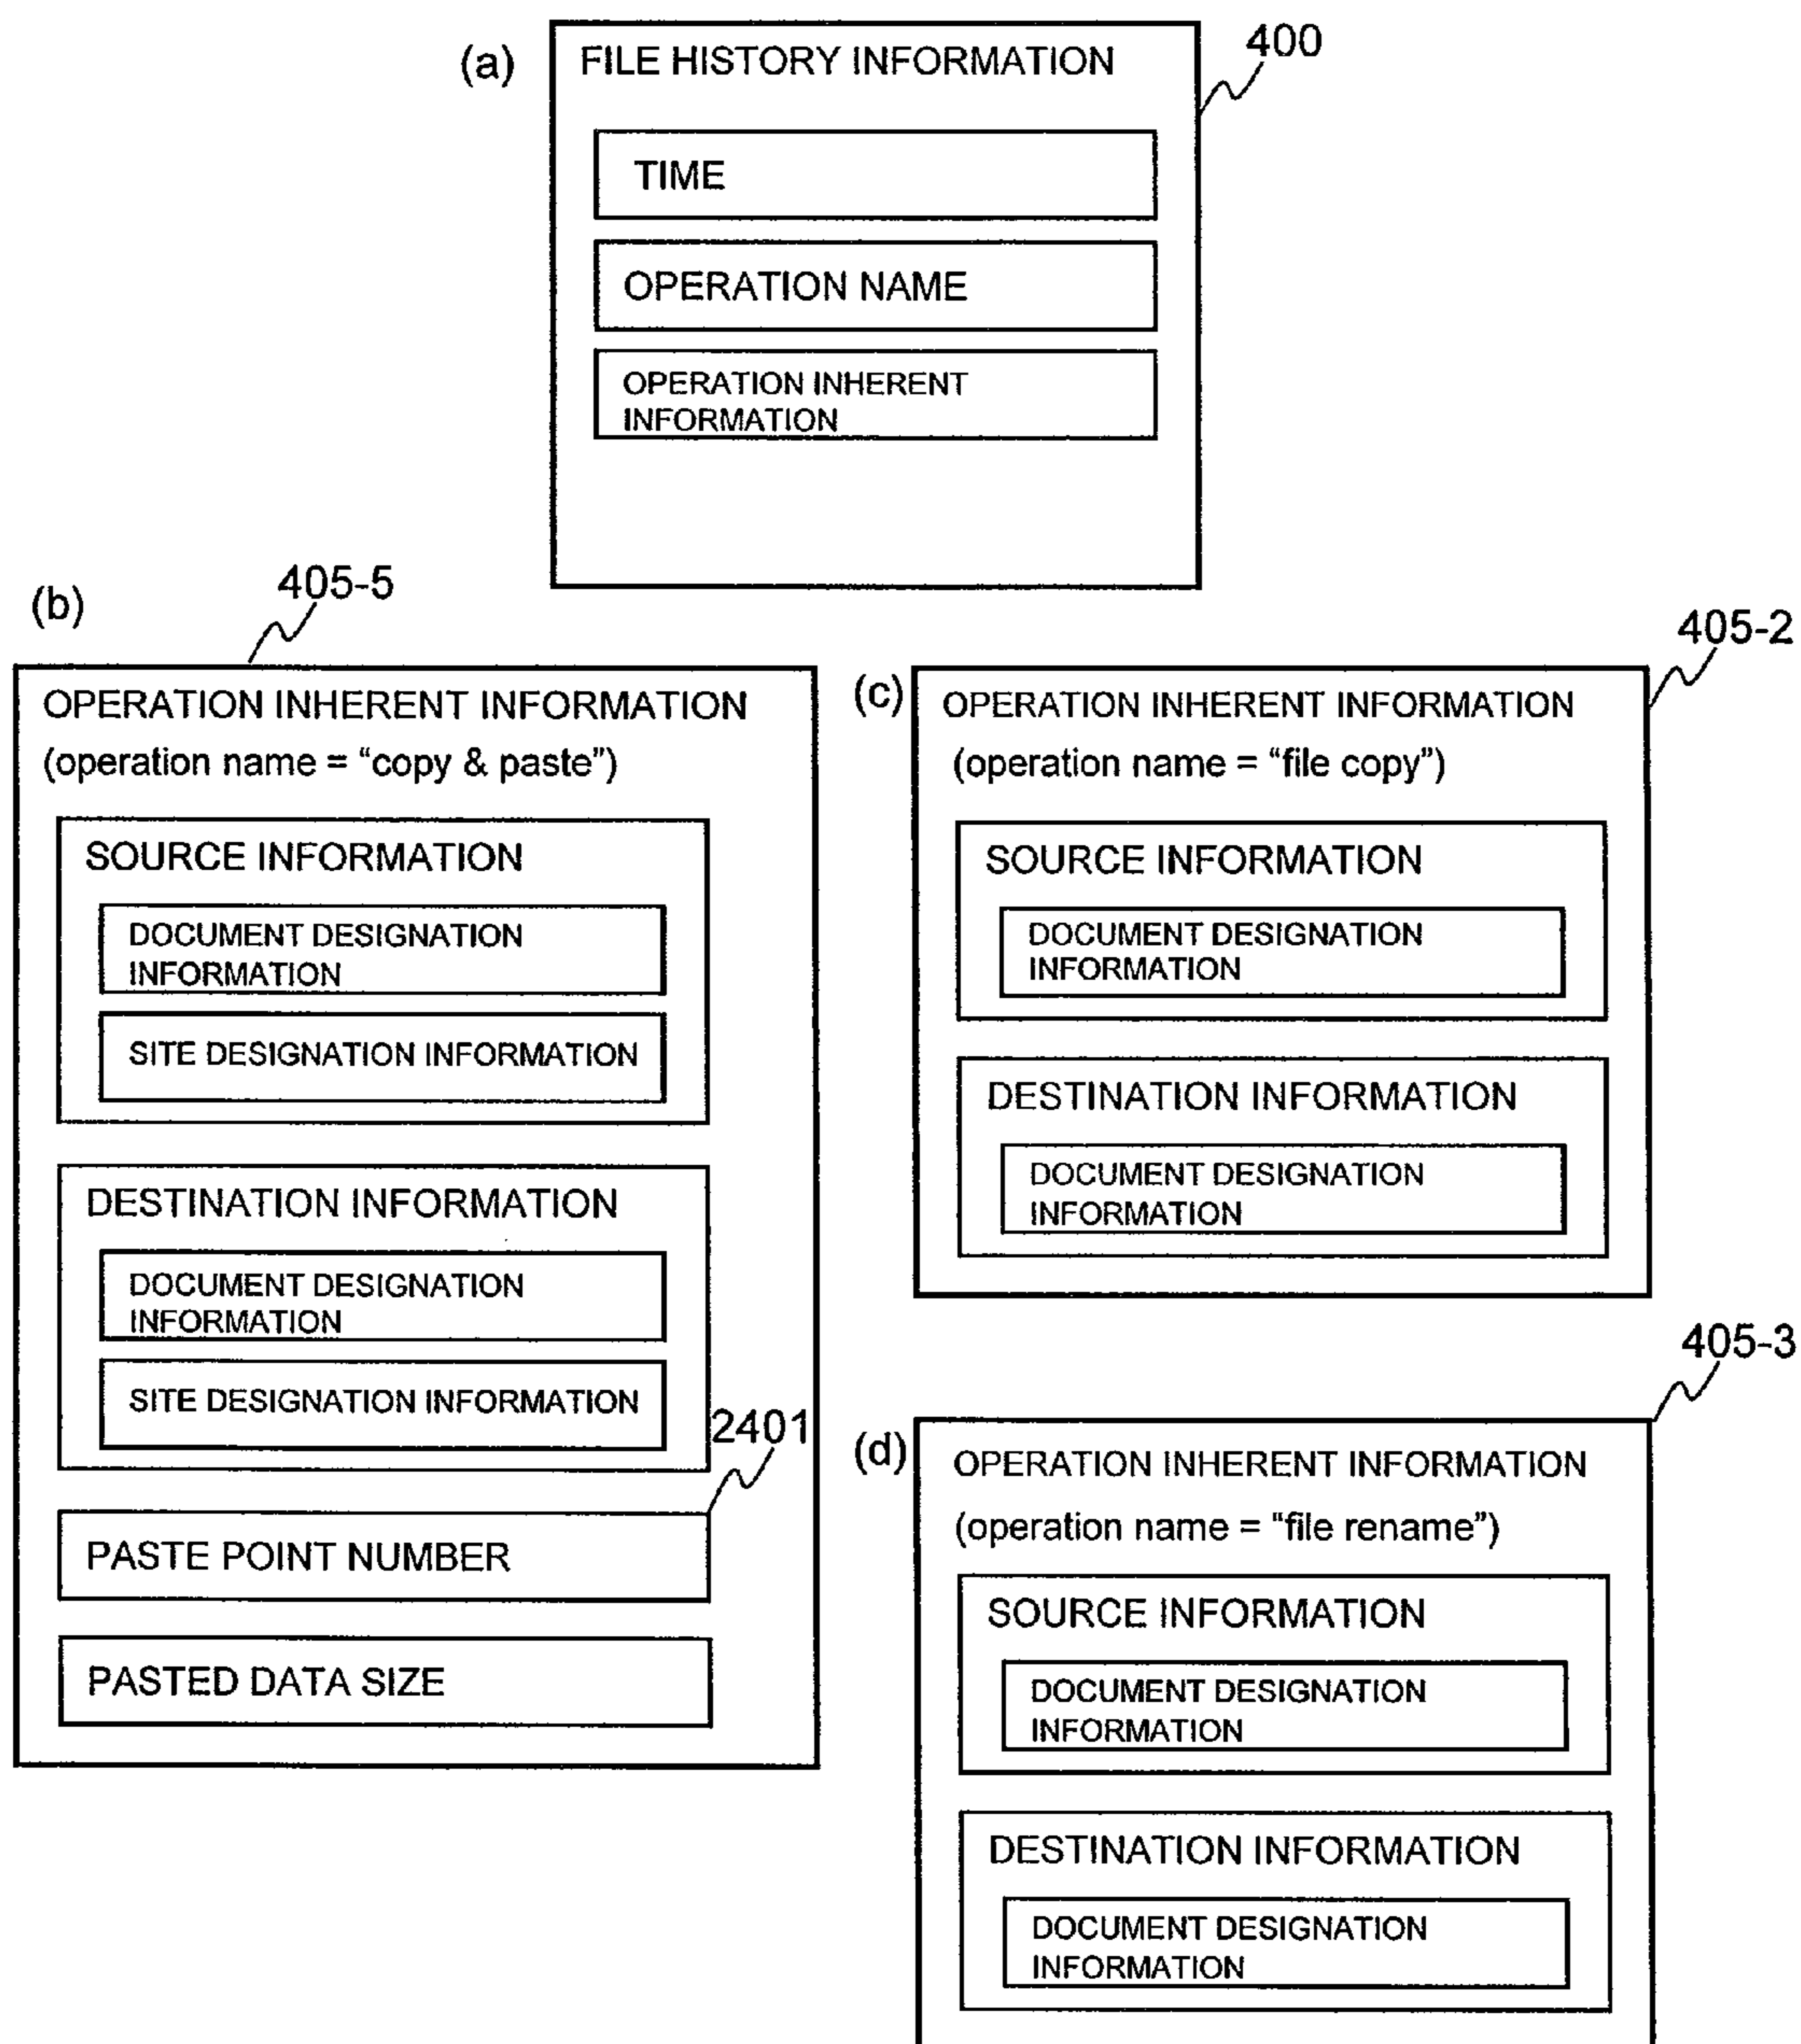 (a)
FILE HISTORY INFORMATION
400
TIME
OPERATION NAME
OPERATION INHERENT
INFORMATION
(b)
405-5
OPERATION INHERENT INFORMATION
(operation name = “copy & paste”)
SOURCE INFORMATION
DOCUMENT DESIGNATION
INFORMATION
SITE DESIGNATION INFORMATION
DESTINATION INFORMATION
DOCUMENT DESIGNATION
INFORMATION
SITE DESIGNATION INFORMATION
2401
PASTE POINT NUMBER
PASTED DATA SIZE
(c)
405-2
OPERATION INHERENT INFORMATION
(operation name = “file copy”)
SOURCE INFORMATION
DOCUMENT DESIGNATION
INFORMATION
DESTINATION INFORMATION
DOCUMENT DESIGNATION
INFORMATION
405-3
(d)
OPERATION INHERENT INFORMATION
(operation name = “file rename”)
SOURCE INFORMATION
DOCUMENT DESIGNATION
INFORMATION
DESTINATION INFORMATION
DOCUMENT DESIGNATION
INFORMATION